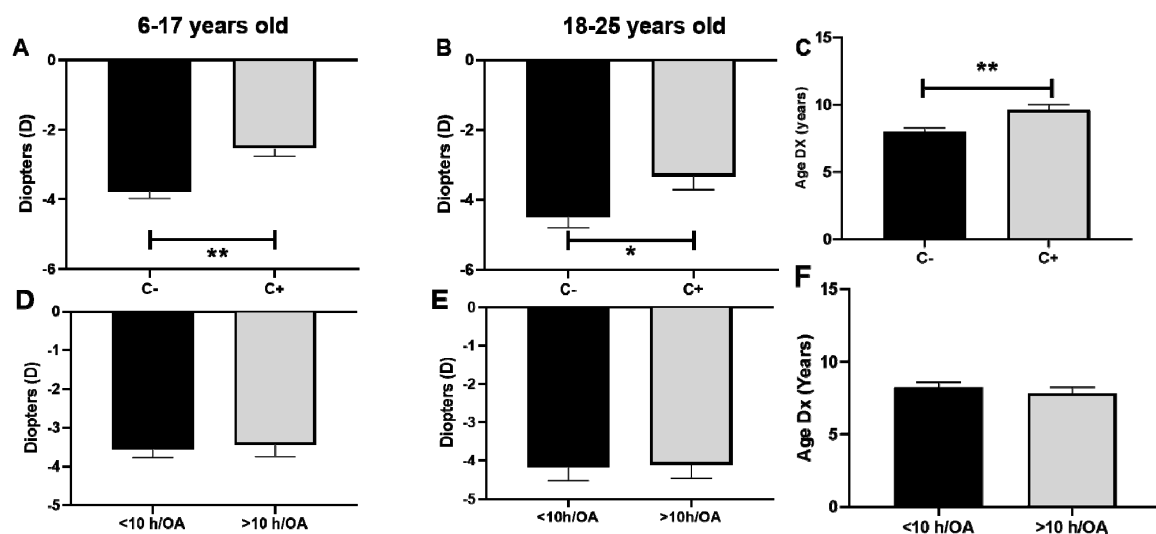 6-17 years old
18-25 years old
A
0
-2
-4
-6
Diopters (D)
**
C-
C+
B
0
-2
-4
-6
Diopters (D)
*
C-
C+
C
15
10
5
0
Age DX (years)
**
C-
C+
D
0
-1
-2
-3
-4
-5
Diopters (D)
<10 h/OA
>10 h/OA
E
0
-1
-2
-3
-4
-5
Diopters (D)
<10h/OA
>10h/OA
F
15
10
5
0
Age Dx (Years)
<10 h/OA
>10 h/OA